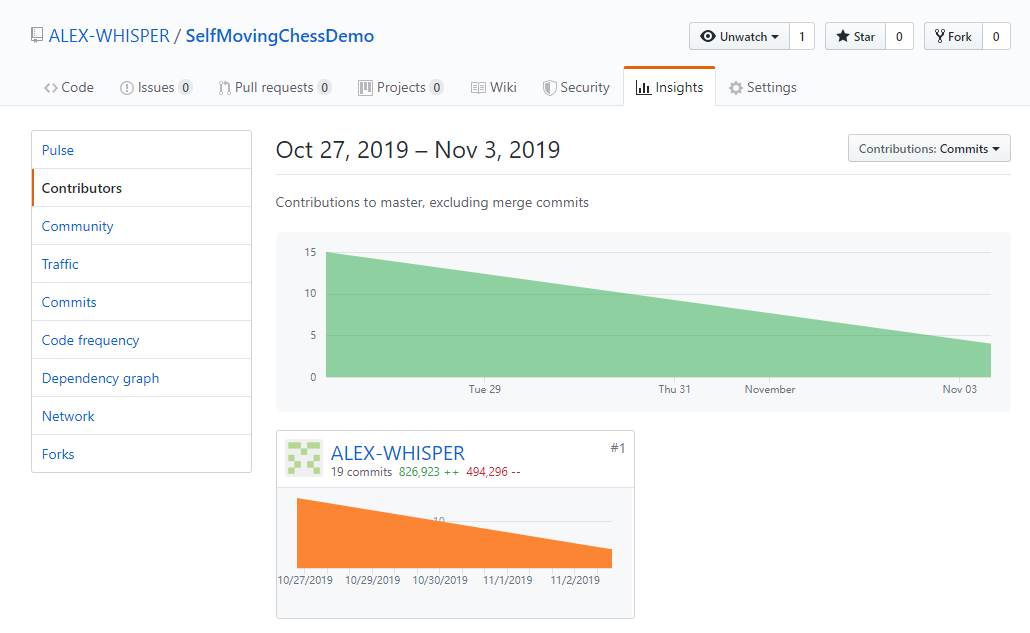 ALEX-WHISPER / SelfMovingChessDemo
Unwatch 1 Star 0 Fork 0
Code Issues 0 Pull requests 0 Projects 0 Wiki Security Insights Settings
Pulse
Contributors
Community
Traffic
Commits
Code frequency
Dependency graph
Network
Forks
Oct 27, 2019 – Nov 3, 2019
Contributions: Commits
Contributions to master, excluding merge commits
15
10
5
0
Tue 29 Thu 31 November Nov 03
ALEX-WHISPER #1
19 commits 826,923 ++ 494,296 --
10
10/27/2019 10/29/2019 10/30/2019 11/1/2019 11/2/2019